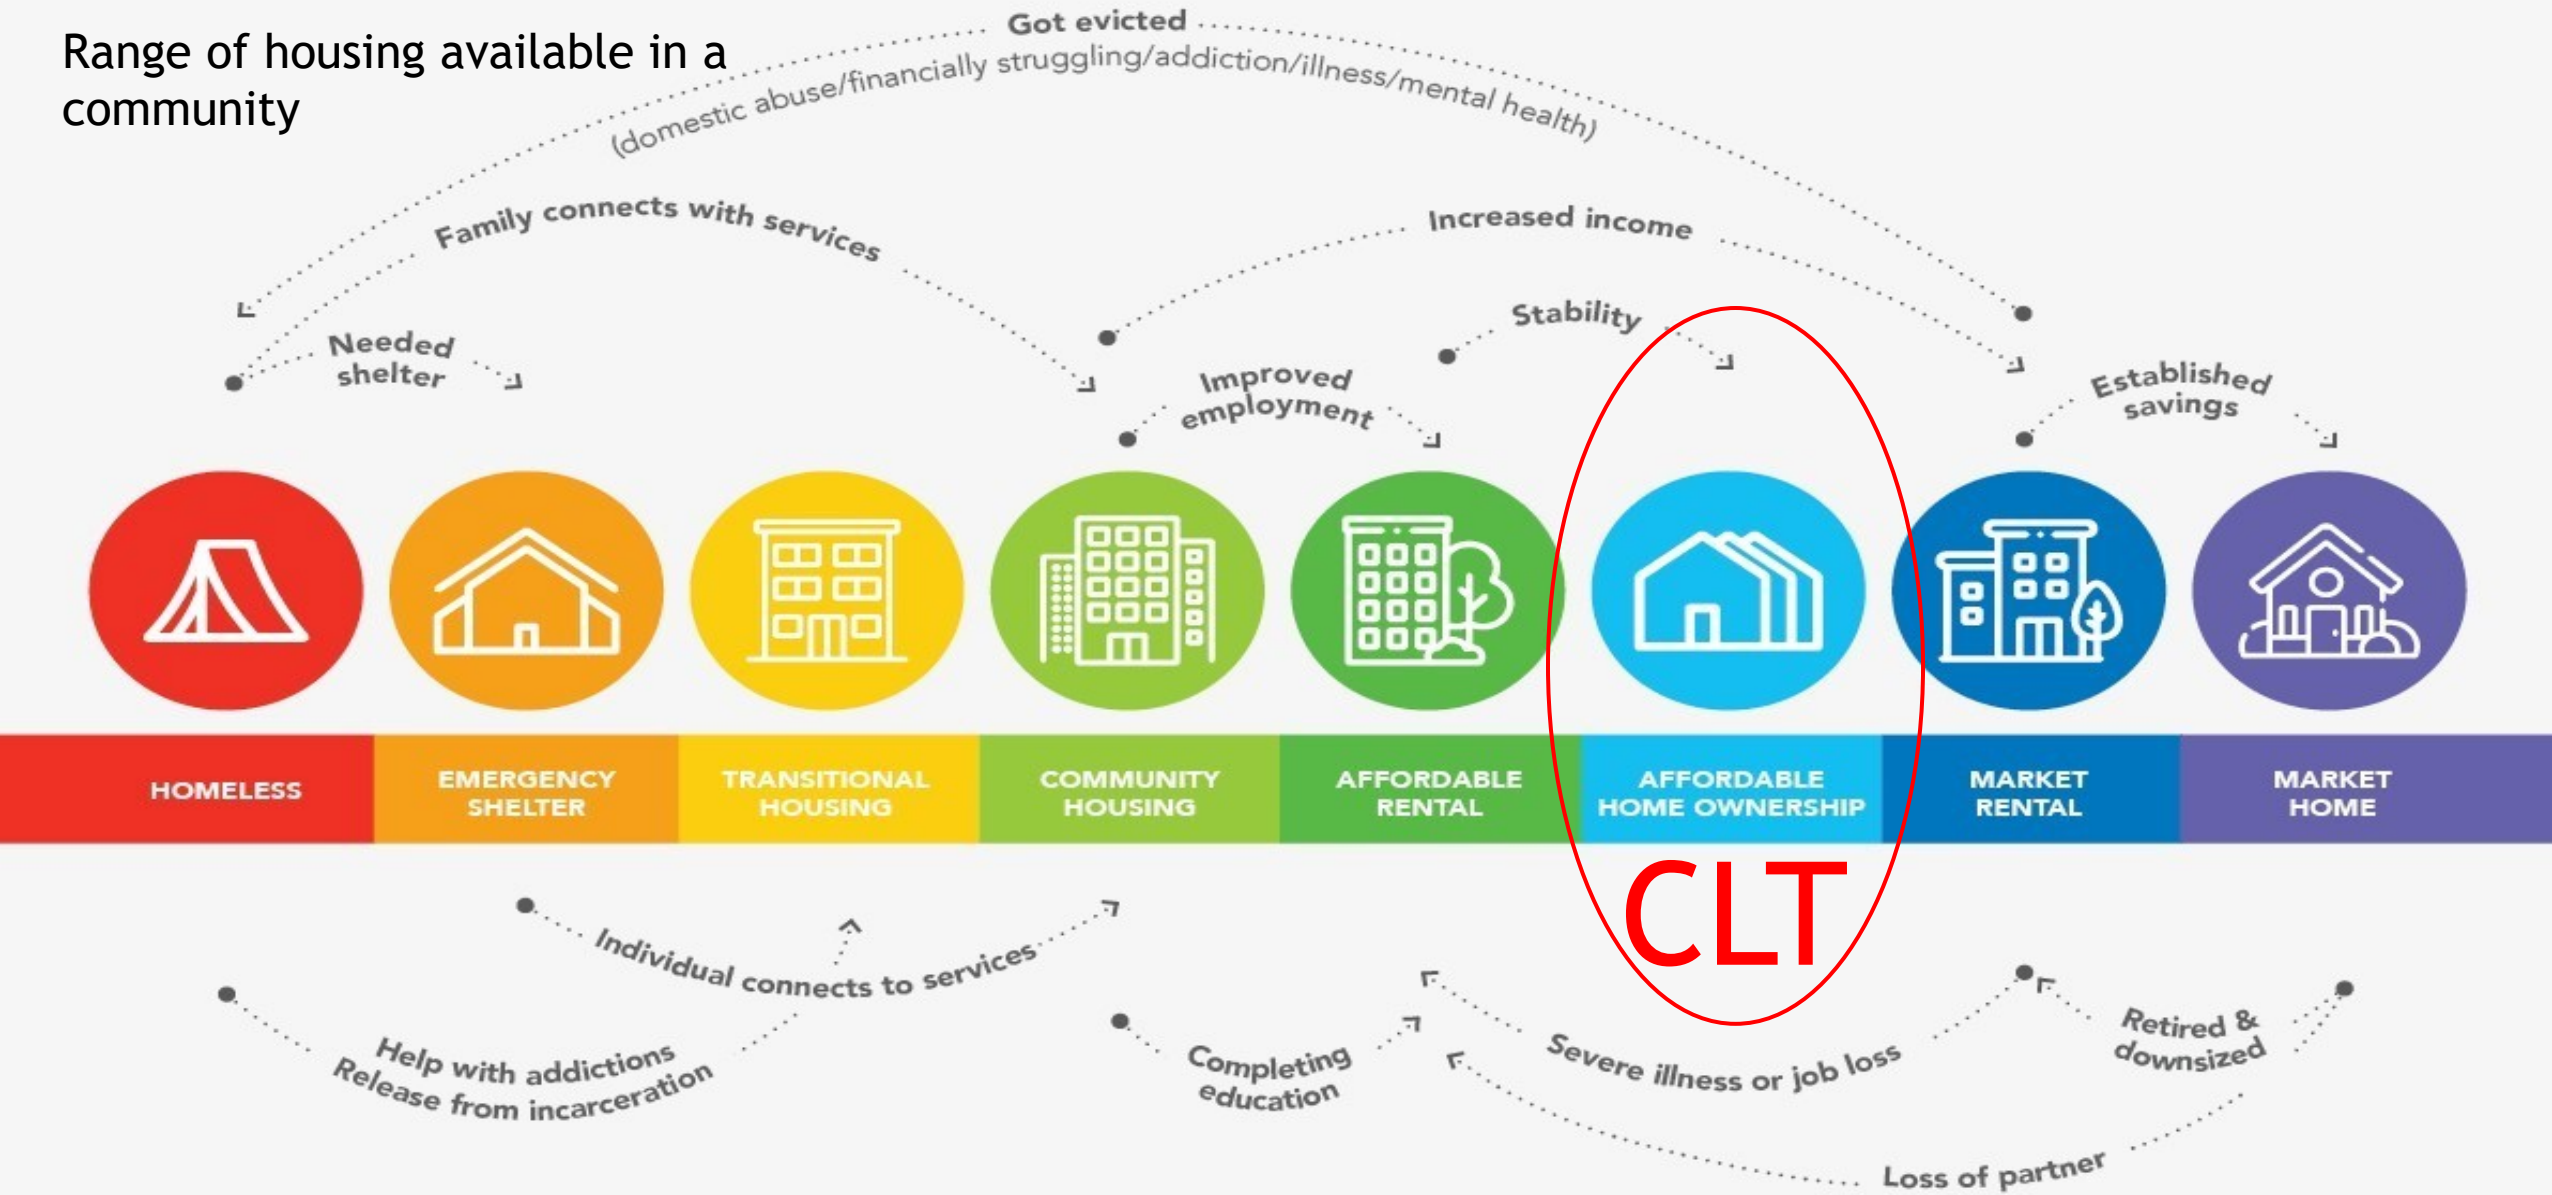 Range of housing available in a
community
Got evicted
(domestic abuse/financially struggling/addiction/illness/mental health)
Family connects with services
Increased income
Needed
shelter
Stability
Improved
employment
Established
savings
HOMELESS
EMERGENCY
SHELTER
TRANSITIONAL
HOUSING
COMMUNITY
HOUSING
AFFORDABLE
RENTAL
AFFORDABLE
HOME OWNERSHIP
MARKET
RENTAL
MARKET
HOME
CLT
Individual connects to services
Help with addictions
Release from incarceration
Completing
education
Severe illness or job loss
Retired &
downsized
Loss of partner